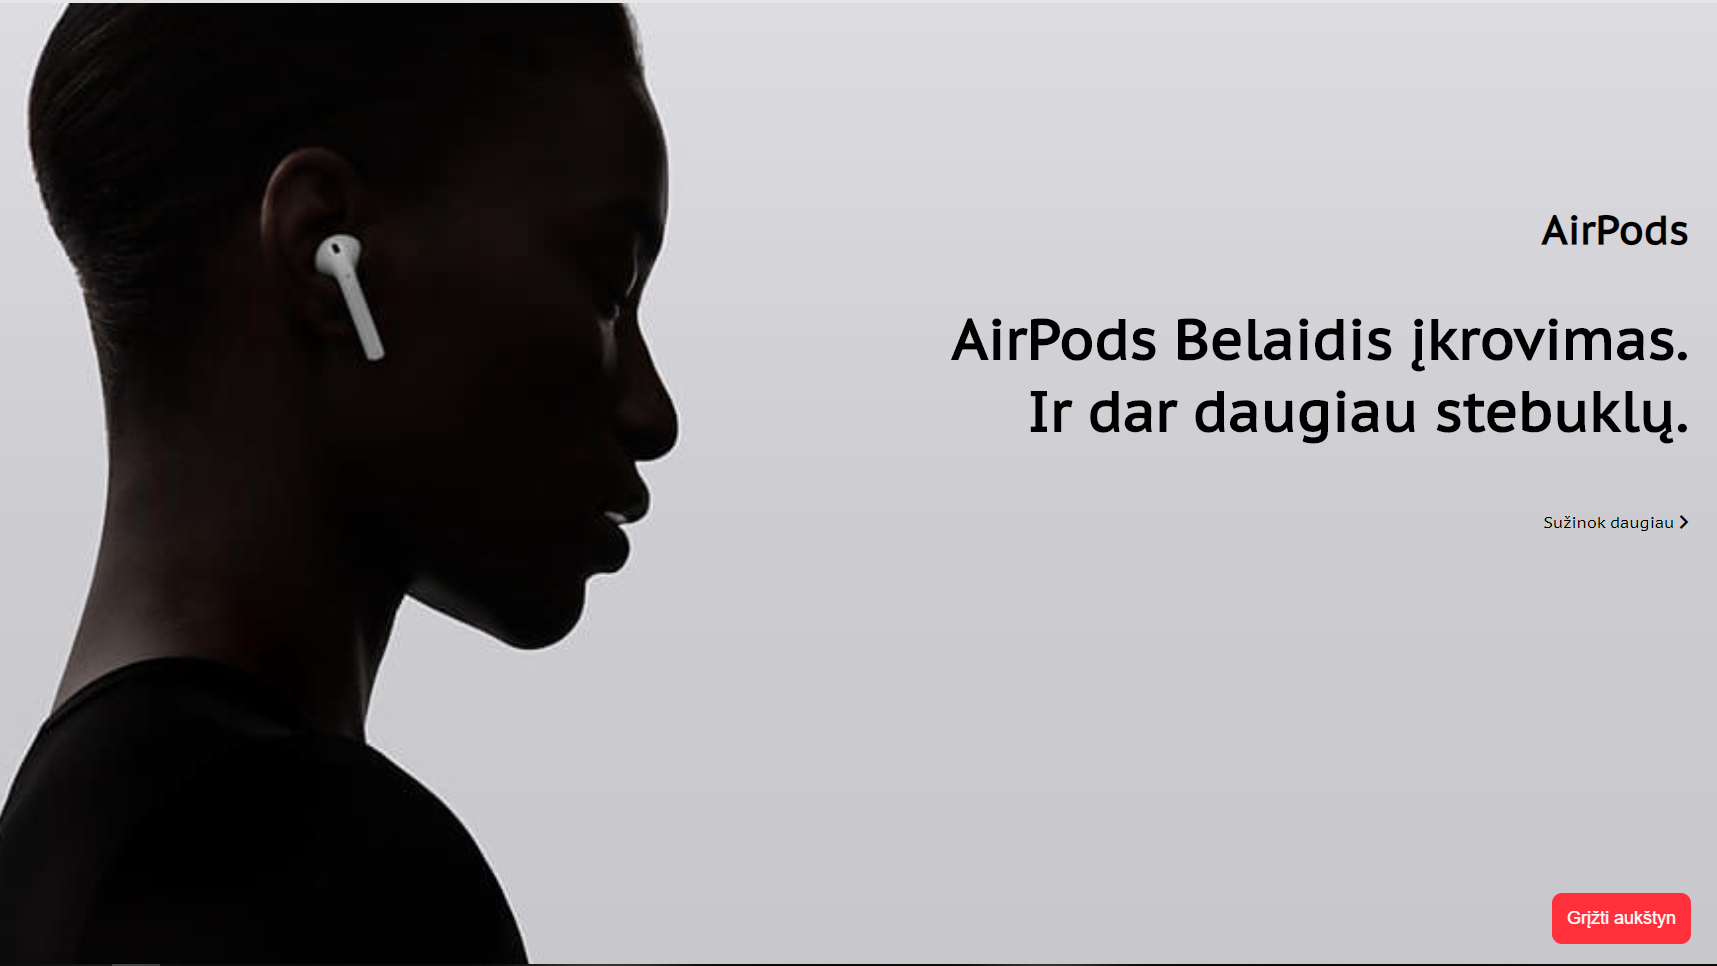 AirPods
AirPods Belaidis įkrovimas.
Ir dar daugiau stebuklų.
Sužinok daugiau
Grįžti aukštyn